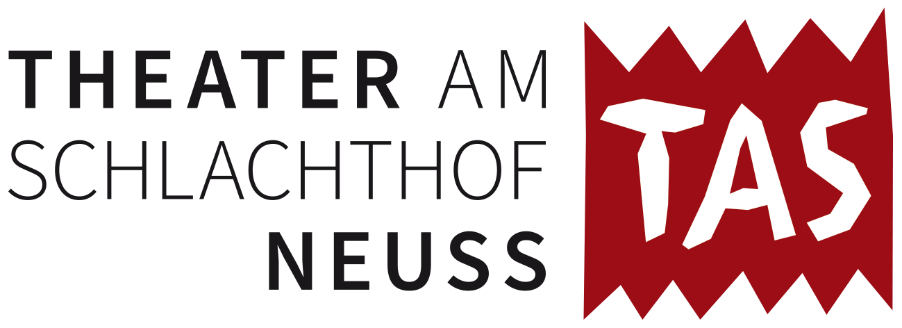 THEATER AM
SCHLACHTHOF
NEUSS
TAS